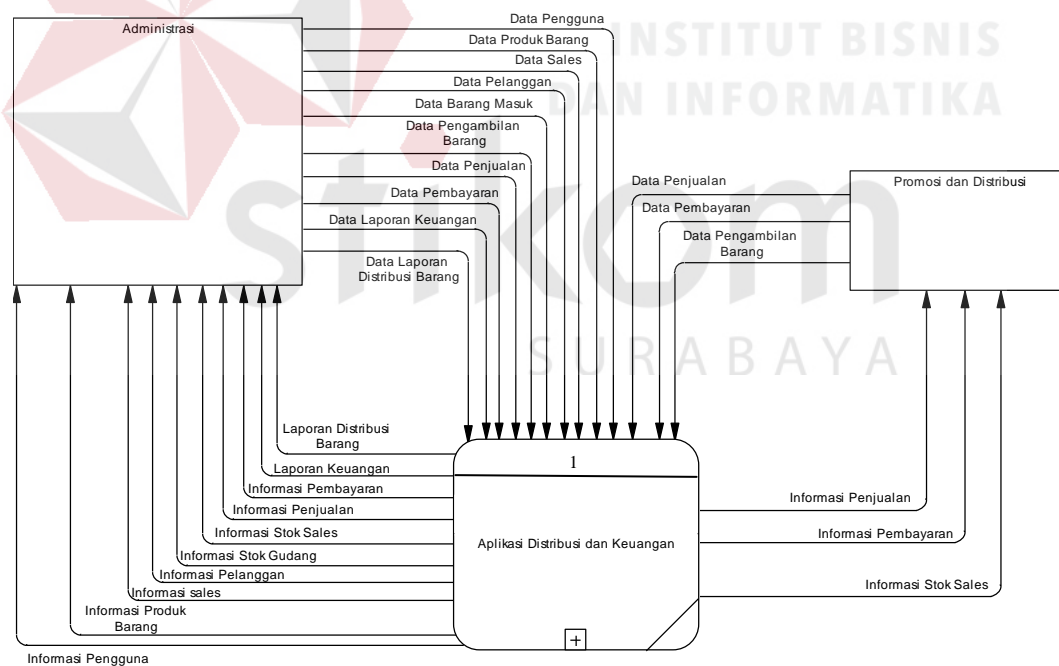 Administrasi
Data Pengguna
Data Produk Barang
Data Sales
Data Pelanggan
Data Barang Masuk
Data Pengambilan
Barang
Data Penjualan
Data Pembayaran
Data Laporan Keuangan
Data Laporan
Distribusi Barang
INSTITUT BISNIS
DAN INFORMATIKA
stikom
SURABAYA
Data Penjualan
Data Pembayaran
Data Pengambilan
Barang
Promosi dan Distribusi
Laporan Distribusi
Barang
Laporan Keuangan
Informasi Pembayaran
Informasi Penjualan
Informasi Stok Sales
Informasi Stok Gudang
Informasi Pelanggan
Informasi sales
Informasi Produk
Barang
Informasi Pengguna
1
Aplikasi Distribusi dan Keuangan
+
Informasi Penjualan
Informasi Pembayaran
Informasi Stok Sales